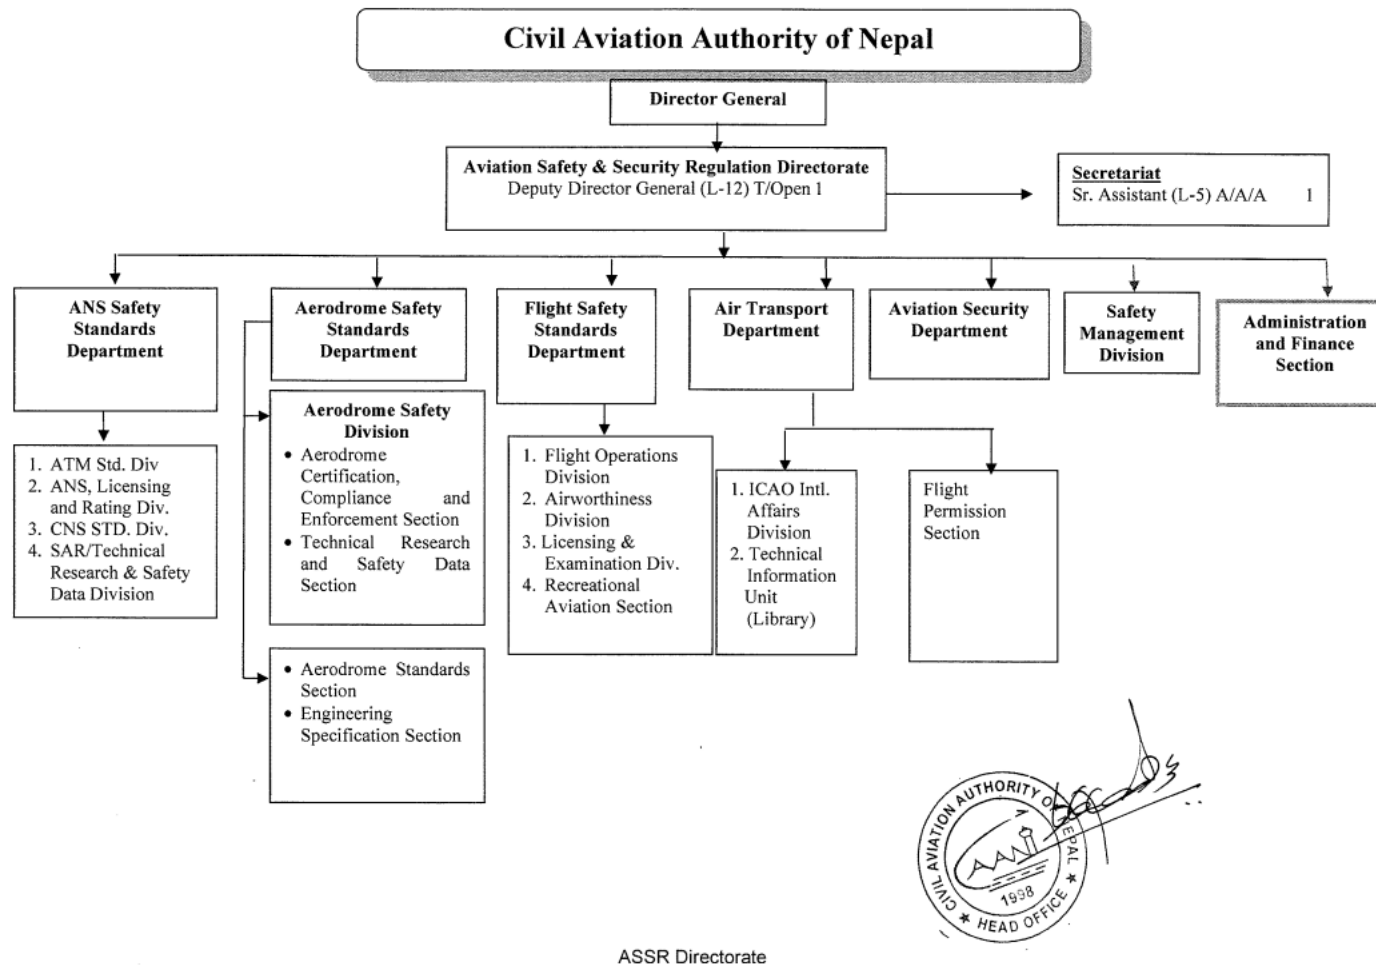 Civil Aviation Authority of Nepal
Director General
Aviation Safety & Security Regulation Directorate
Deputy Director General (L-12) T/Open 1
Secretariat
Sr. Assistant (L-5) A/A/A 1
ANS Safety
Standards
Department
Aerodrome Safety
Standards
Department
Flight Safety
Standards
Department
Air Transport
Department
Aviation Security
Department
Safety
Management
Division
Administration
and Finance
Section
1. ATM Std. Div
2. ANS, Licensing
and Rating Div.
3. CNS STD. Div.
4. SAR/Technical
Research & Safety
Data Division
Aerodrome Safety
Division
• Aerodrome
Certification,
Compliance and
Enforcement Section
• Technical Research
and Safety Data
Section
• Aerodrome Standards
Section
• Engineering
Specification Section
1. Flight Operations
Division
2. Airworthiness
Division
3. Licensing &
Examination Div.
4. Recreational
Aviation Section
1. ICAO Intl.
Affairs
Division
2. Technical
Information
Unit
(Library)
Flight
Permission
Section
CIVIL AVIATION AUTHORITY OF NEPAL
1998
HEAD OFFICE
ASSR Directorate